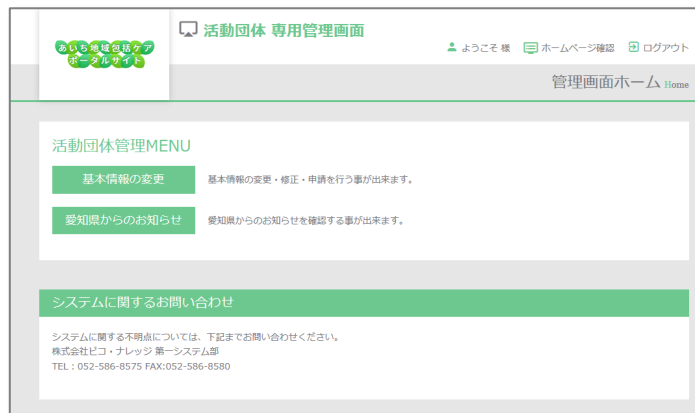 あいち地域包括ケア
ポータルサイト
活動団体 専用管理画面
ようこそ 様 ホームページ確認 ログアウト
管理画面ホーム Home
活動団体管理MENU
基本情報の変更 基本情報の変更・修正・申請を行う事が出来ます。
愛知県からのお知らせ 愛知県からのお知らせを確認する事が出来ます。
システムに関するお問い合わせ
システムに関する不明点については、下記までお問い合わせください。
株式会社ピコ・ナレッジ 第一システム部
TEL : 052-586-8575 FAX:052-586-8580